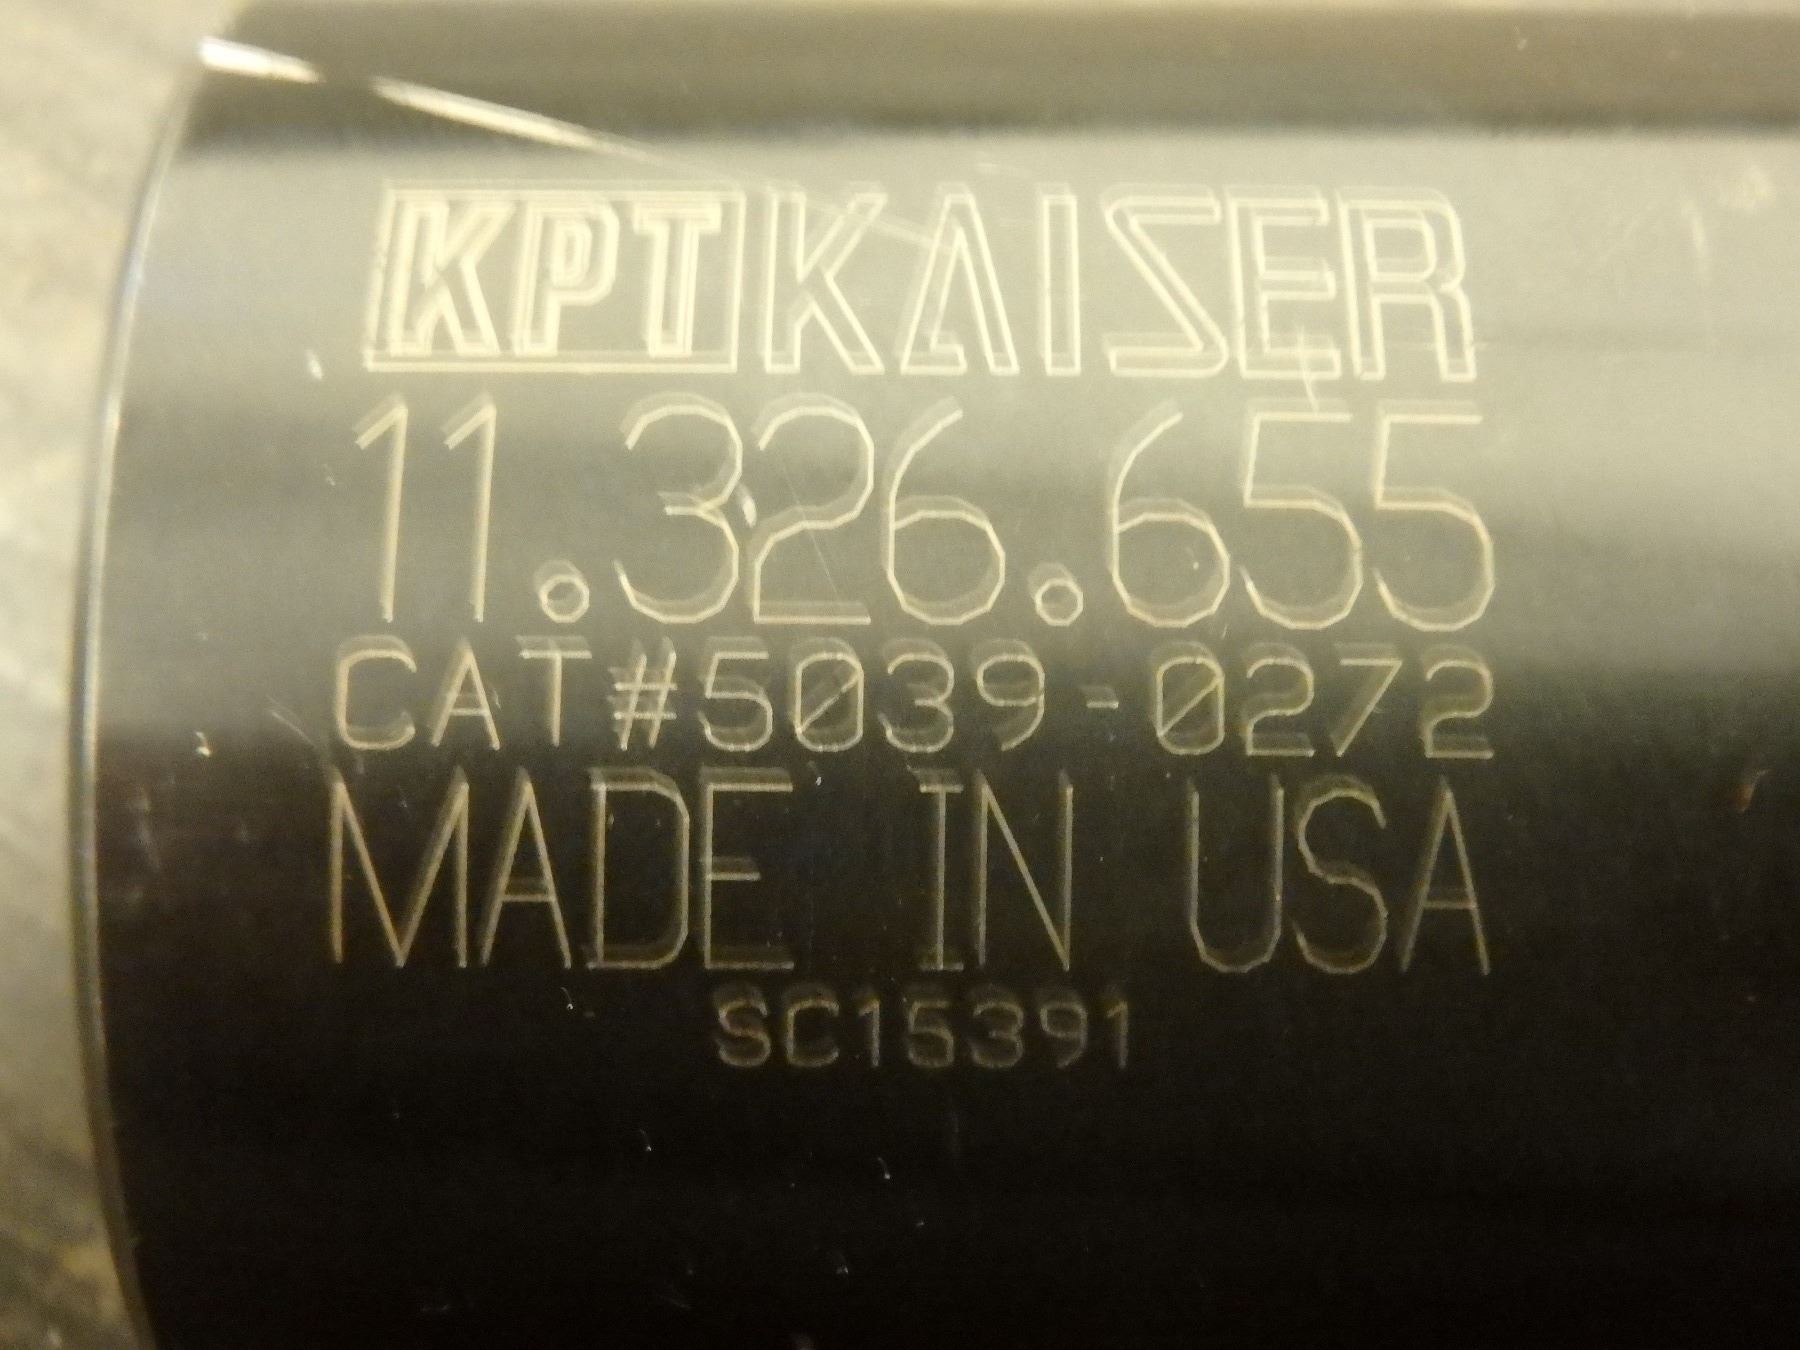 KPT KAISER
11.326.655
CAT#5039-0272
MADE IN USA
SC15391